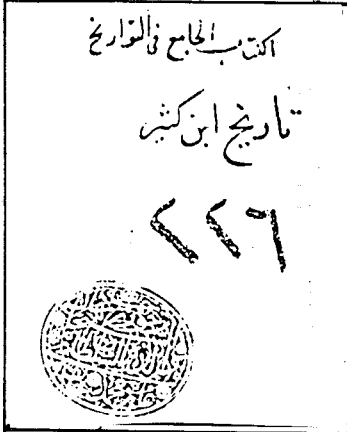 الكتاب الجامع في التواريخ
تاريخ ابن كثير
٢٢٦